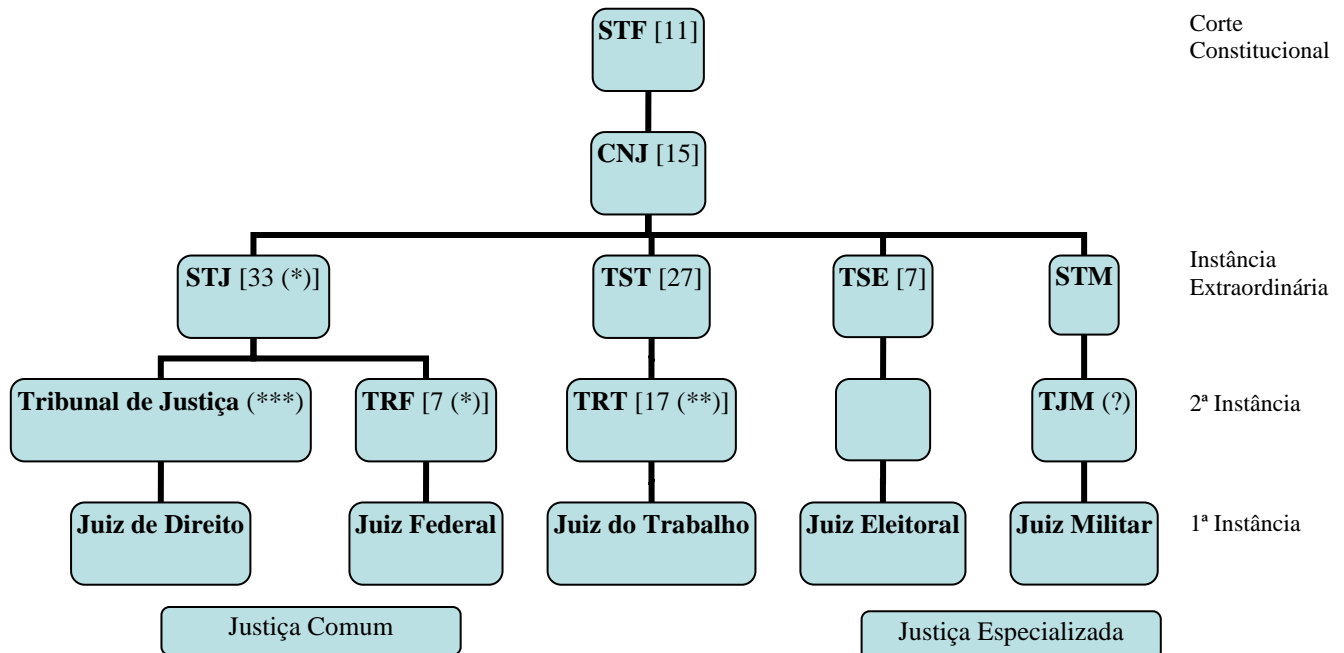 STF [11]
Corte
Constitucional
CNJ [15]
STJ [33 (*)]
TST [27]
TSE [7]
STM
Instância
Extraordinária
Tribunal de Justiça (***)
TRF [7 (*)]
TRT [17 (**)]
TJM (?)
2ª Instância
Juiz de Direito
Juiz Federal
Juiz do Trabalho
Juiz Eleitoral
Juiz Militar
1ª Instância
Justiça Comum
Justiça Especializada